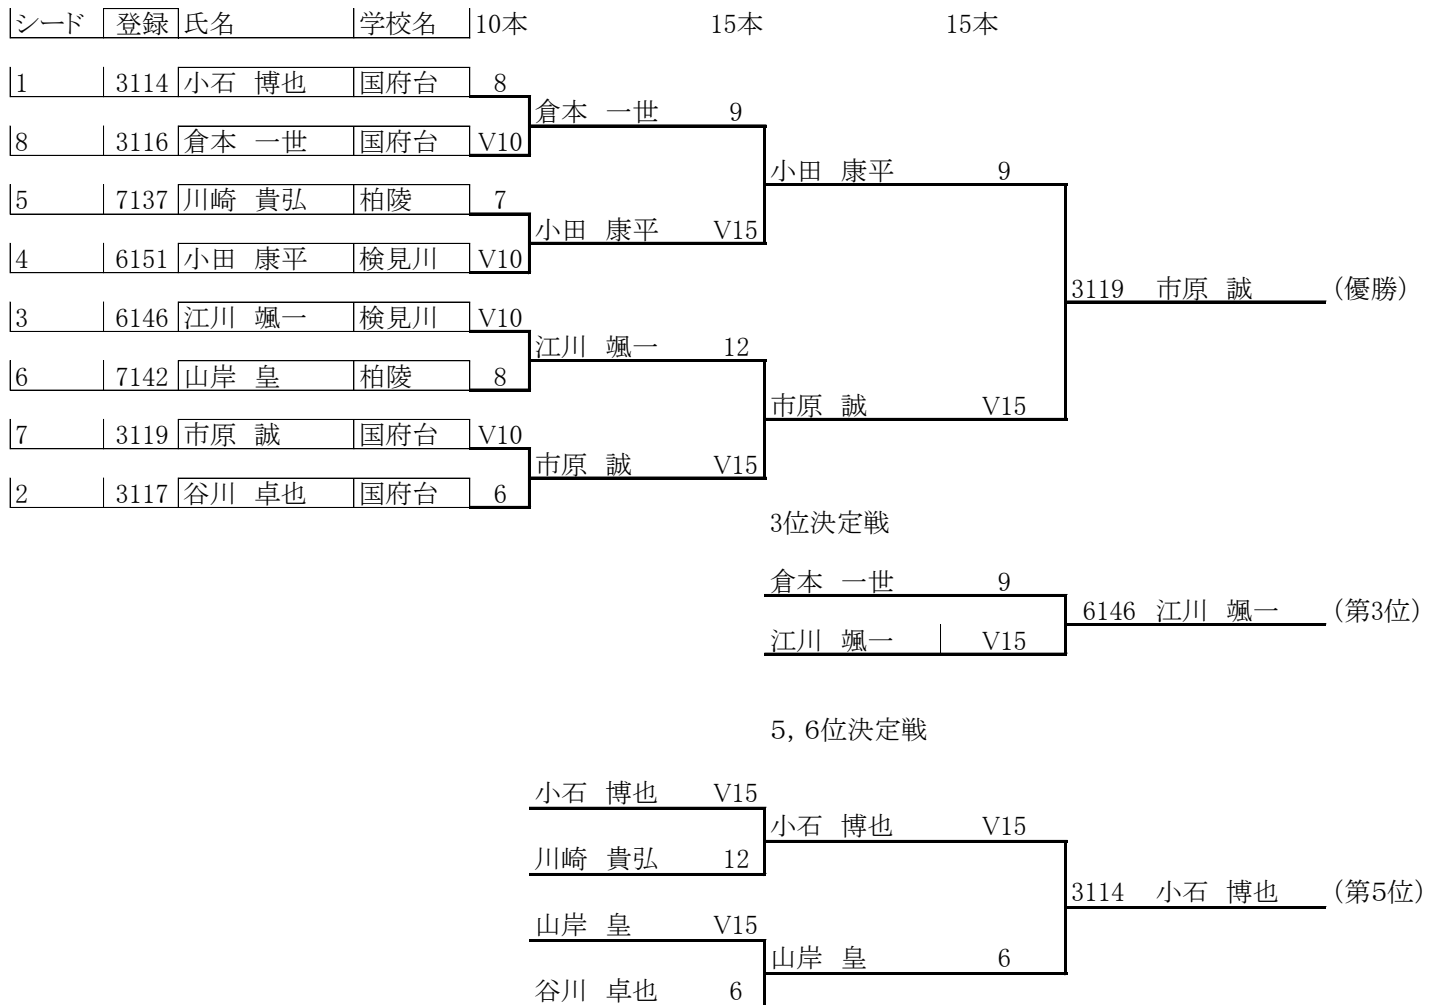 シード 登録 氏名 学校名 10本 15本 15本
1 3114 小石 博也 国府台 8
倉本 一世 9
8 3116 倉本 一世 国府台 V10
小田 康平 9
5 7137 川崎 貴弘 柏陵 7
小田 康平 V15
4 6151 小田 康平 検見川 V10
3119 市原 誠 （優勝）
3 6146 江川 颯一 検見川 V10
江川 颯一 12
6 7142 山岸 皇 柏陵 8
市原 誠 V15
7 3119 市原 誠 国府台 V10
市原 誠 V15
2 3117 谷川 卓也 国府台 6
3位決定戦
倉本 一世 9
6146 江川 颯一 （第3位）
江川 颯一 V15
５，６位決定戦
小石 博也 V15
小石 博也 V15
川崎 貴弘 12
3114 小石 博也 （第５位）
山岸 皇 V15
山岸 皇 6
谷川 卓也 6